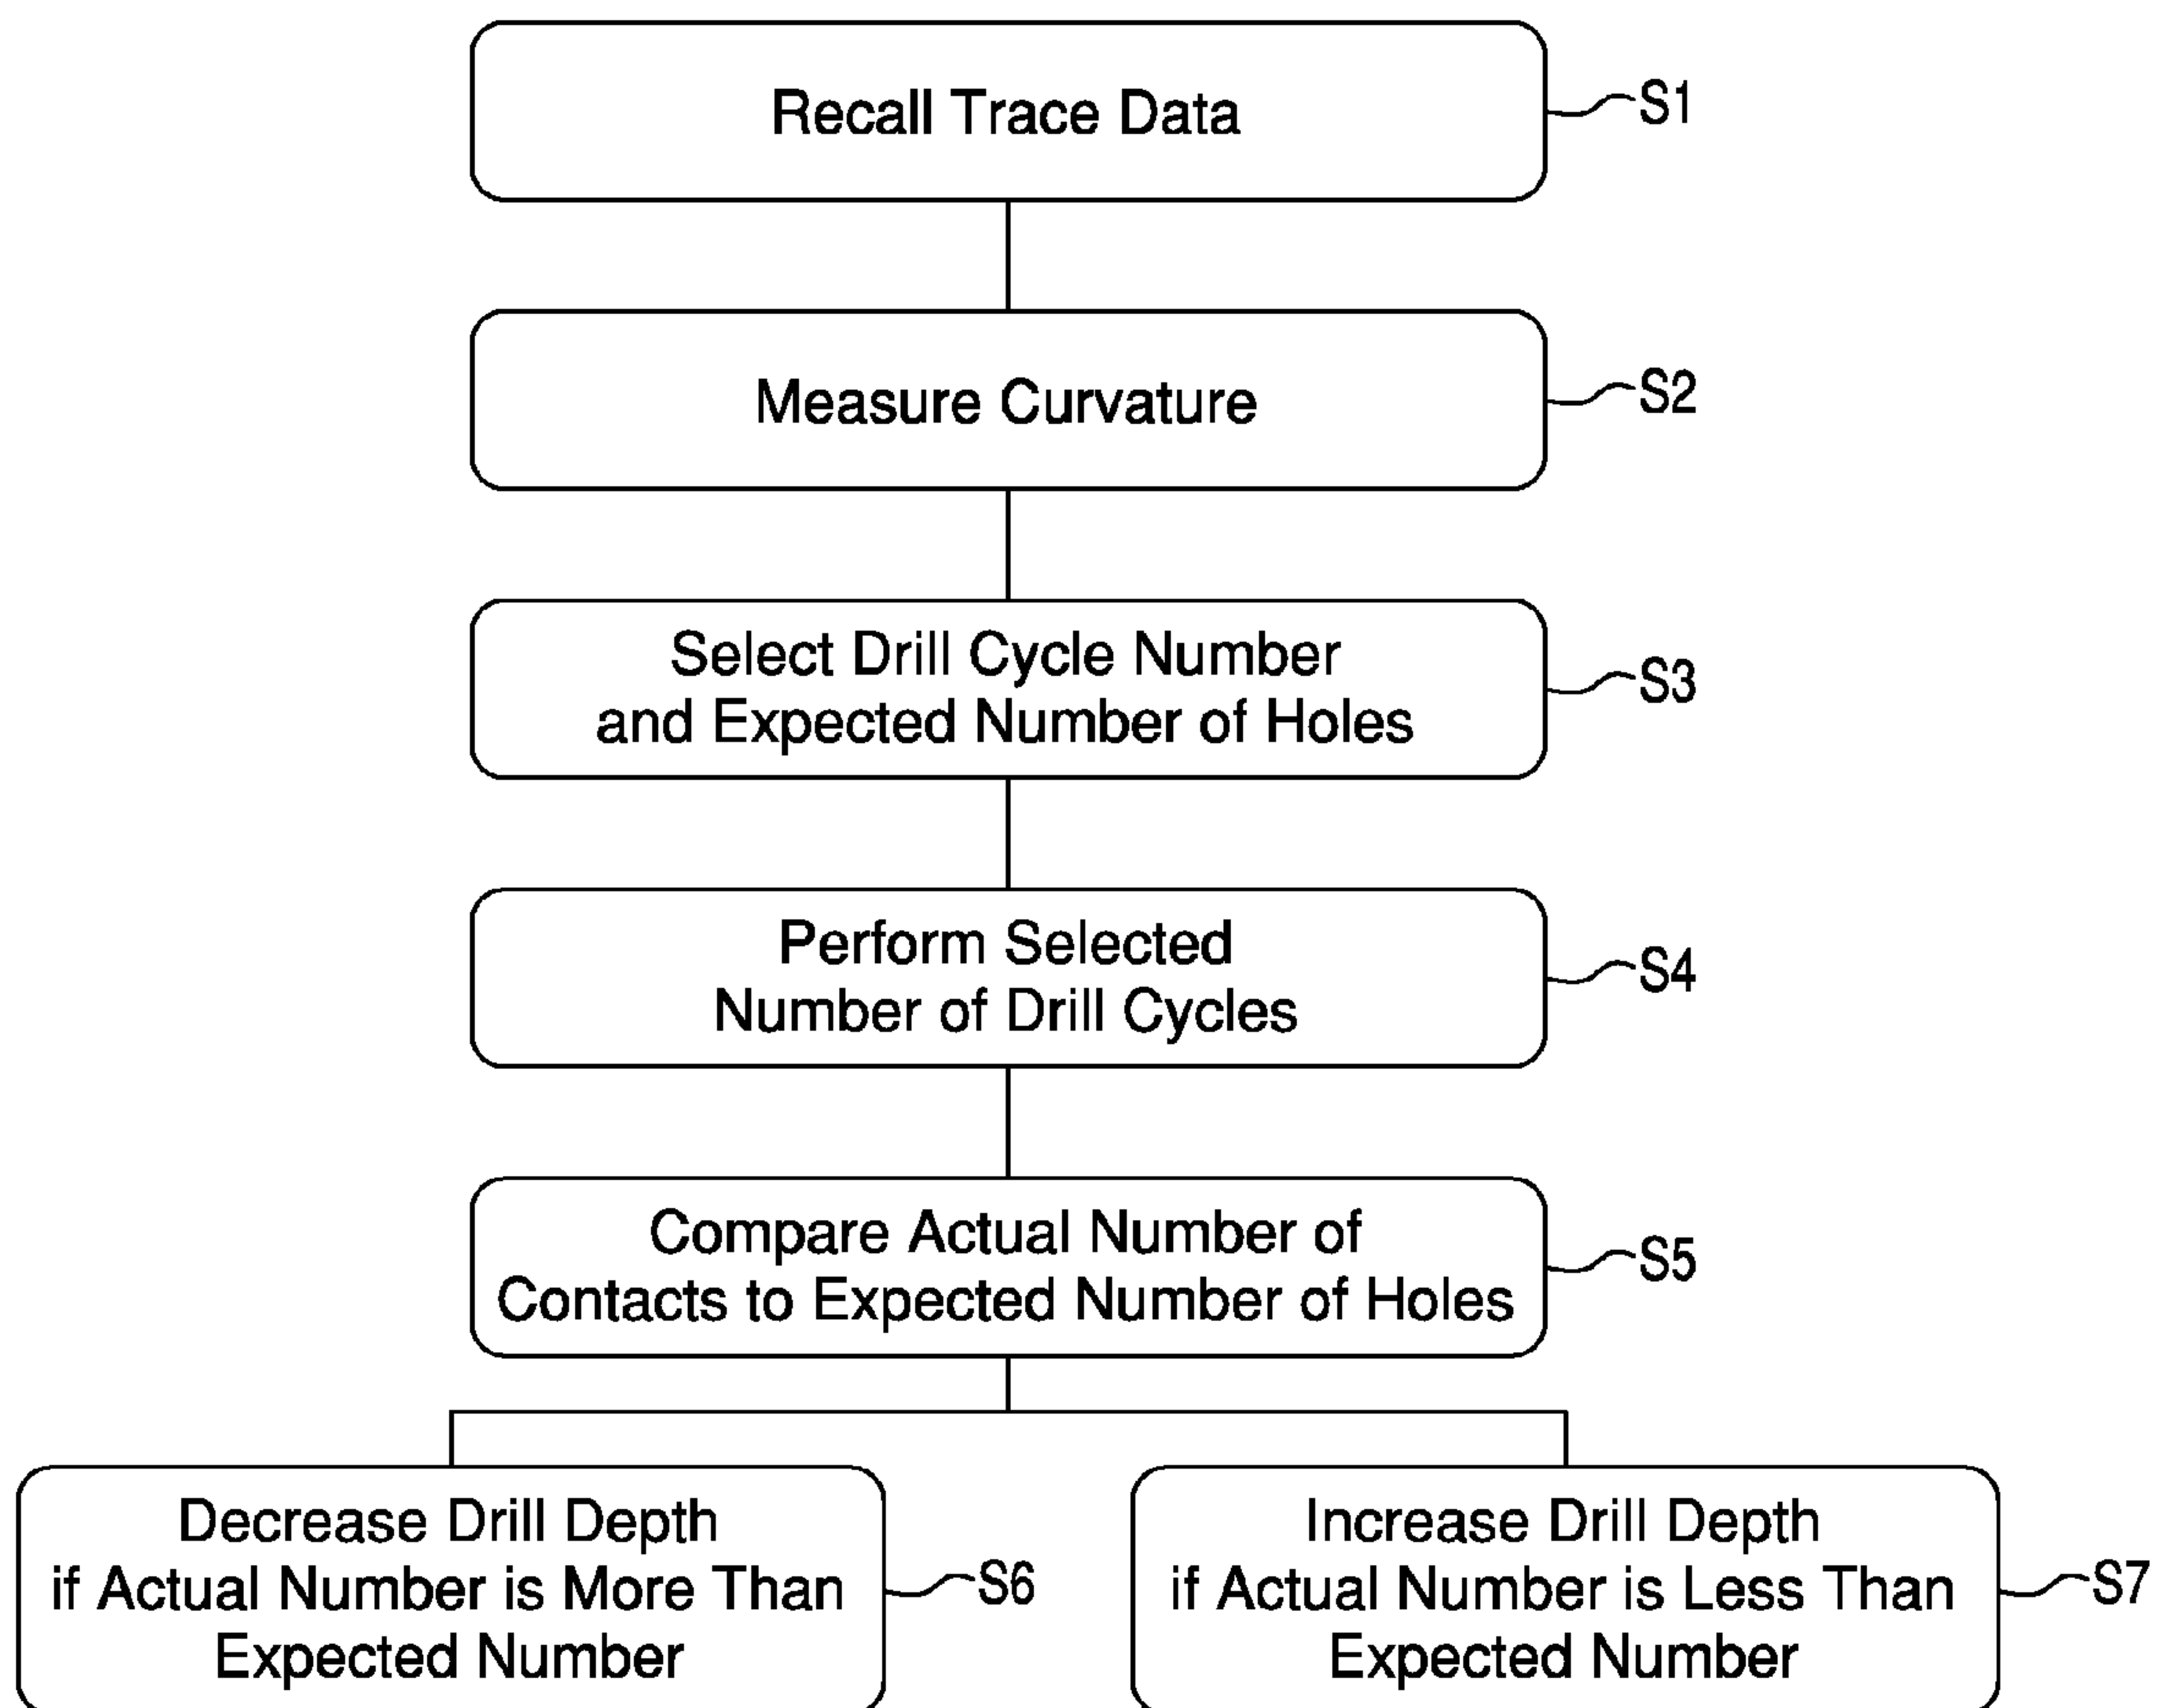 Recall Trace Data
S1
Measure Curvature
S2
Select Drill Cycle Number
and Expected Number of Holes
S3
Perform Selected
Number of Drill Cycles
S4
Compare Actual Number of
Contacts to Expected Number of Holes
S5
Decrease Drill Depth
if Actual Number is More Than
Expected Number
S6
Increase Drill Depth
if Actual Number is Less Than
Expected Number
S7